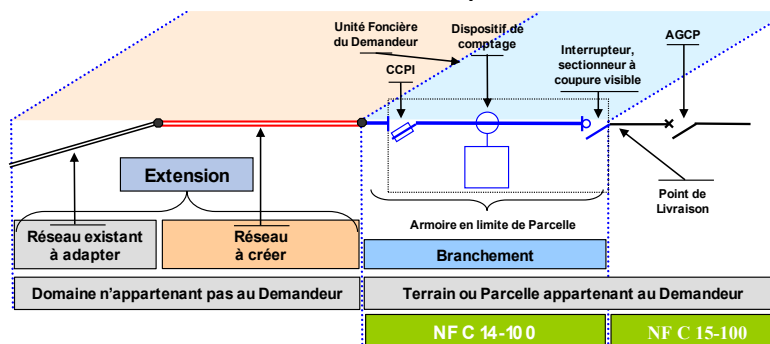 Unité Foncière
du Demandeur
Dispositif de
comptage
CCPI
Interrupteur,
sectionneur à
coupure visible
AGCP
Extension
Point de
Livraison
Armoire en limite de Parcelle
Réseau existant
à adapter
Réseau
à créer
Branchement
Domaine n'appartenant pas au Demandeur
Terrain ou Parcelle appartenant au Demandeur
NF C 14-100
NF C 15-100